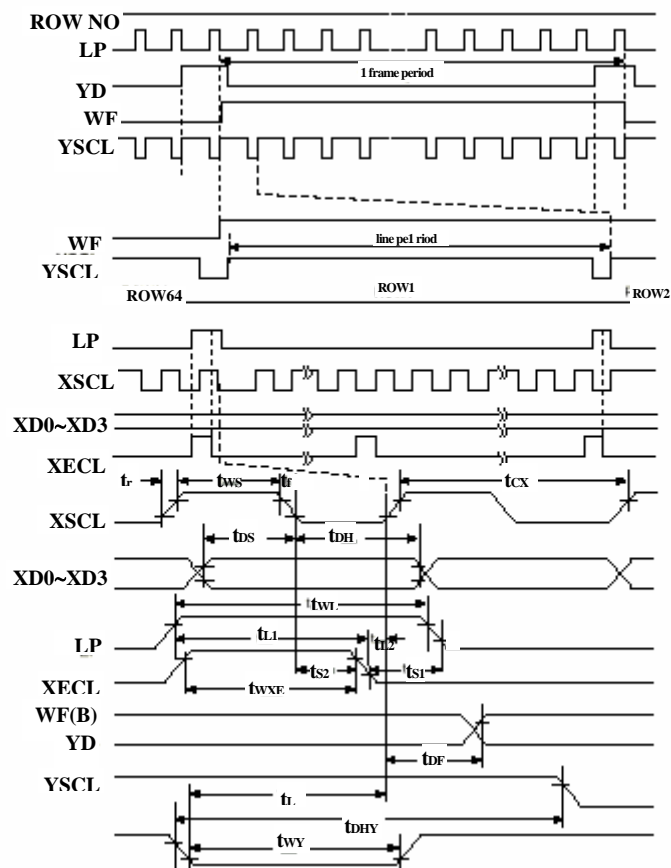 ROW NO
LP
1 frame period
YD
WF
YSCL
WF
line pe1 riod
YSCL
ROW64
ROW1
ROW2
LP
XSCL
XD0~XD3
XECL
tr
tWS
tf
tCX
XSCL
tDS
tDH
XD0~XD3
tWL
LP
tL1
tL2
tS2
tS1
XECL
tWXE
WF(B)
YD
tDF
YSCL
tL
tDHY
tWY